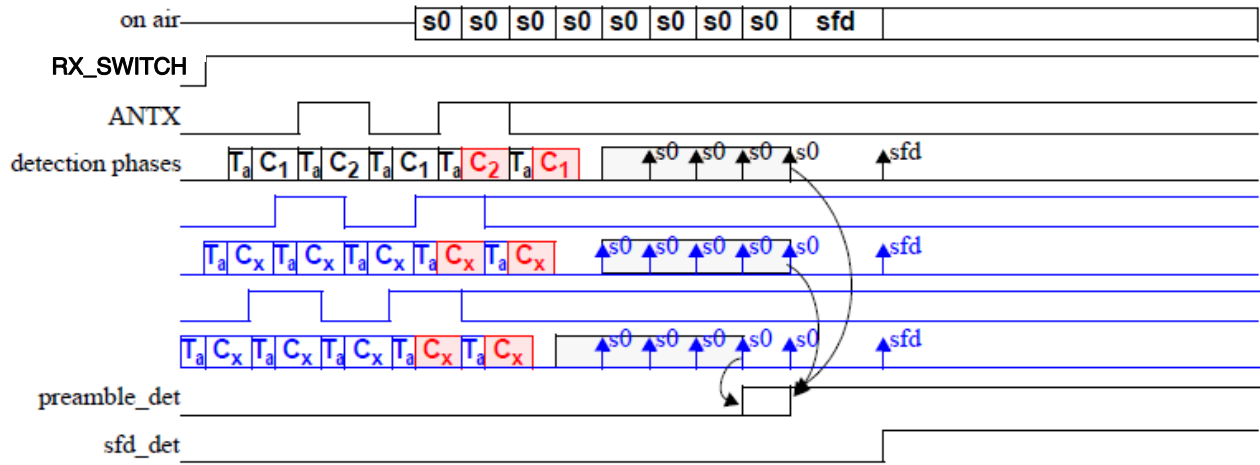 on air s0 s0 s0 s0 s0 s0 s0 s0 sfd
RX_SWITCH
ANTX
detection phases Ta C1 Ta C2 Ta C1 Ta C2 Ta C1 s0 s0 s0 s0 sfd
Ta Cx Ta Cx Ta Cx Ta Cx Ta Cx s0 s0 s0 s0 s0 sfd
Ta Cx Ta Cx Ta Cx Ta Cx Ta Cx s0 s0 s0 s0 s0 sfd
preamble_det
sfd_det